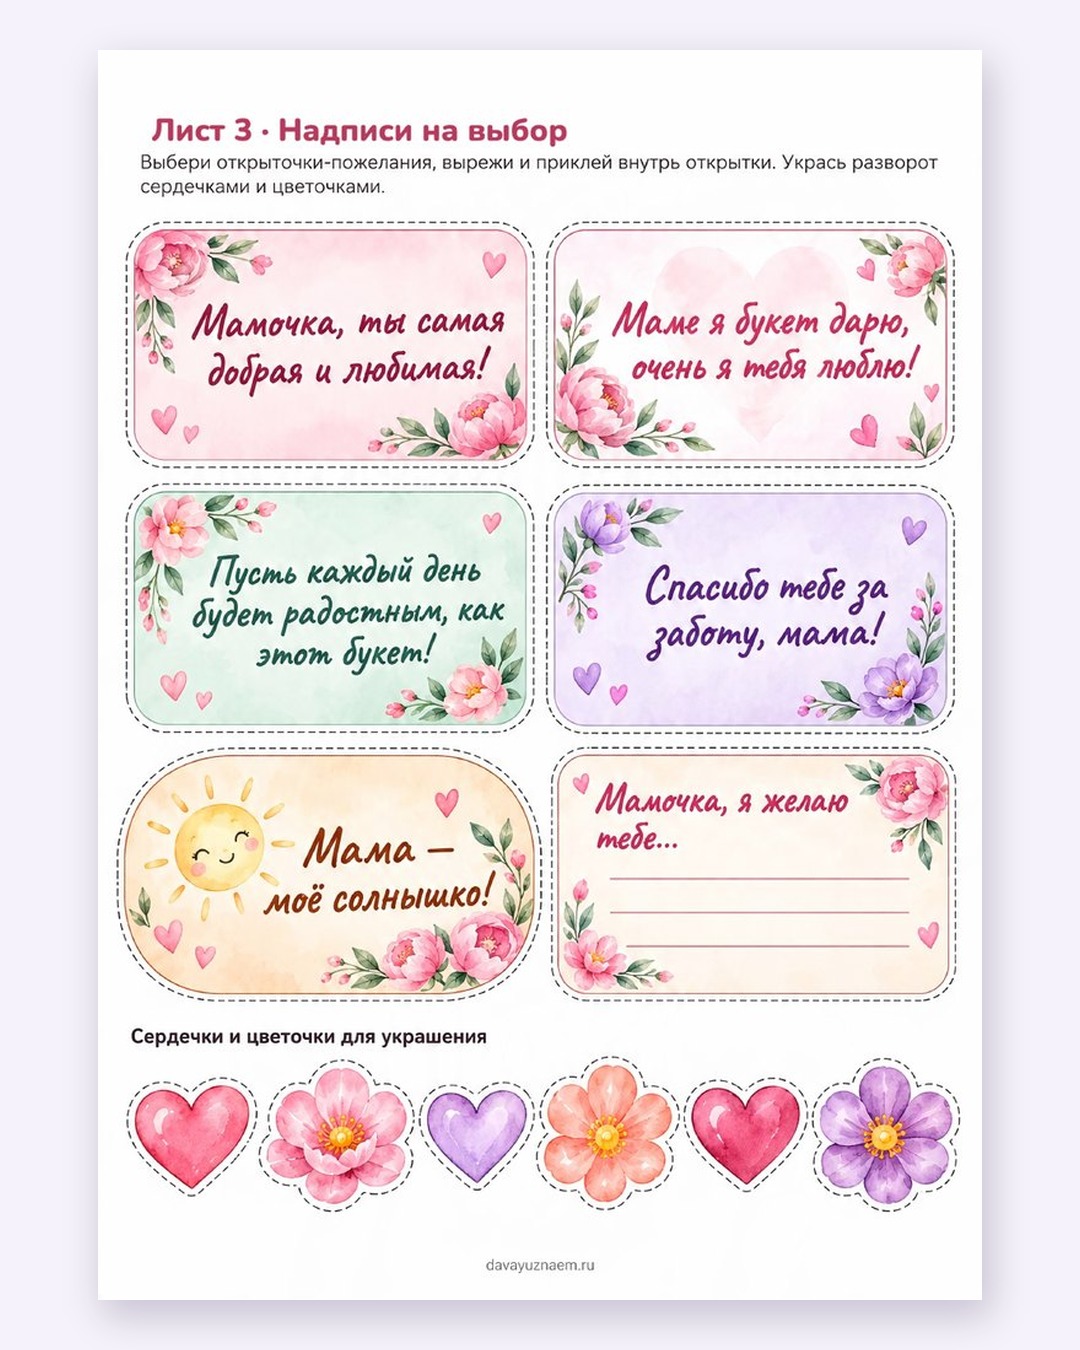 Лист 3 · Надписи на выбор
Выбери открыточки-пожелания, вырежи и приклей внутрь открытки. Укрась разворот
сердечками и цветочками.
Мамочка, ты самая
добрая и любимая!
Маме я букет дарю,
очень я тебя люблю!
Пусть каждый день
будет радостным, как
этот букет!
Спасибо тебе за
заботу, мама!
Мама –
моё солнышко!
Мамочка, я желаю
тебе...
Сердечки и цветочки для украшения
davayuznaem.ru